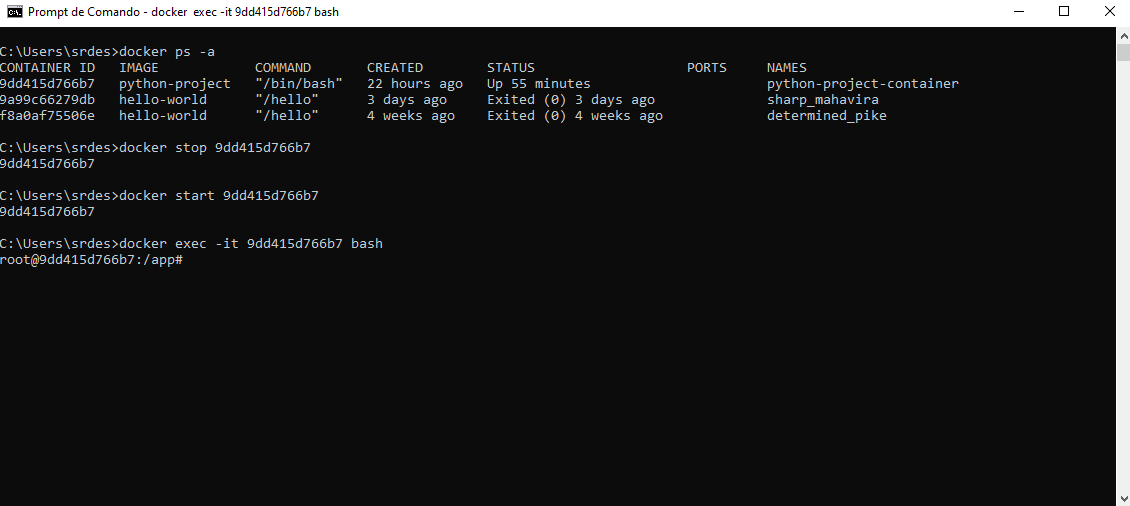 Prompt de Comando - docker  exec -it 9dd415d766b7 bash
C:\Users\srdes>docker ps -a
CONTAINER ID   IMAGE            COMMAND       CREATED        STATUS                   PORTS     NAMES
9dd415d766b7   python-project   "/bin/bash"   22 hours ago   Up 55 minutes                      python-project-container
9a99c66279db   hello-world      "/hello"      3 days ago     Exited (0) 3 days ago              sharp_mahavira
f8a0af75506e   hello-world      "/hello"      4 weeks ago    Exited (0) 4 weeks ago             determined_pike
C:\Users\srdes>docker stop 9dd415d766b7
9dd415d766b7
C:\Users\srdes>docker start 9dd415d766b7
9dd415d766b7
C:\Users\srdes>docker exec -it 9dd415d766b7 bash
root@9dd415d766b7:/app#